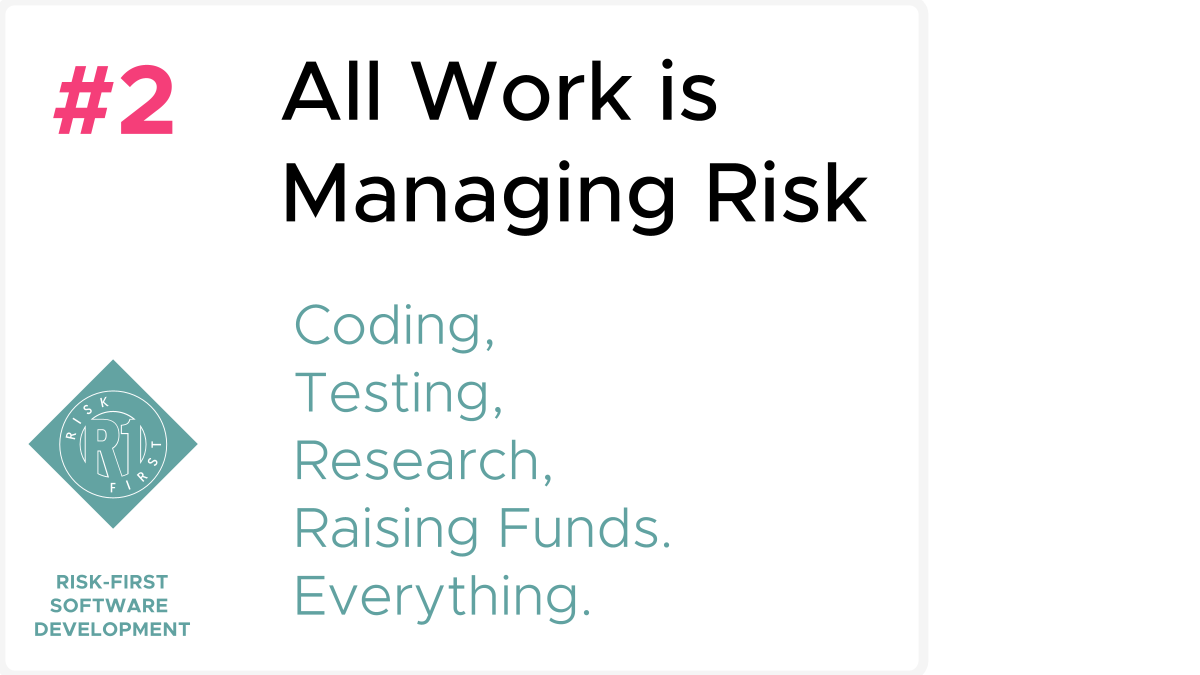 #2
All Work is
Managing Risk
Coding,
Testing,
Research,
Raising Funds.
Everything.
RISK
R1
FIRST
RISK-FIRST
SOFTWARE
DEVELOPMENT